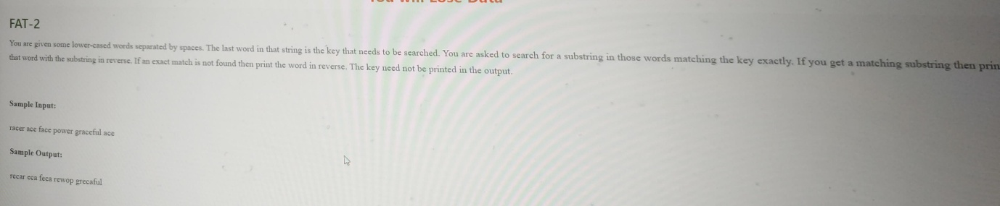 You will Lose Data
FAT-2
You are given some lower-cased words separated by spaces. The last word in that string is the key that needs to be searched. You are asked to search for a substring in those words matching the key exactly. If you get a matching substring then prin
that word with the substring in reverse. If an exact match is not found then print the word in reverse. The key need not be printed in the output.
Sample Input:
racer ace face power graceful ace
Sample Output:
recar eca feca rewop grecaful